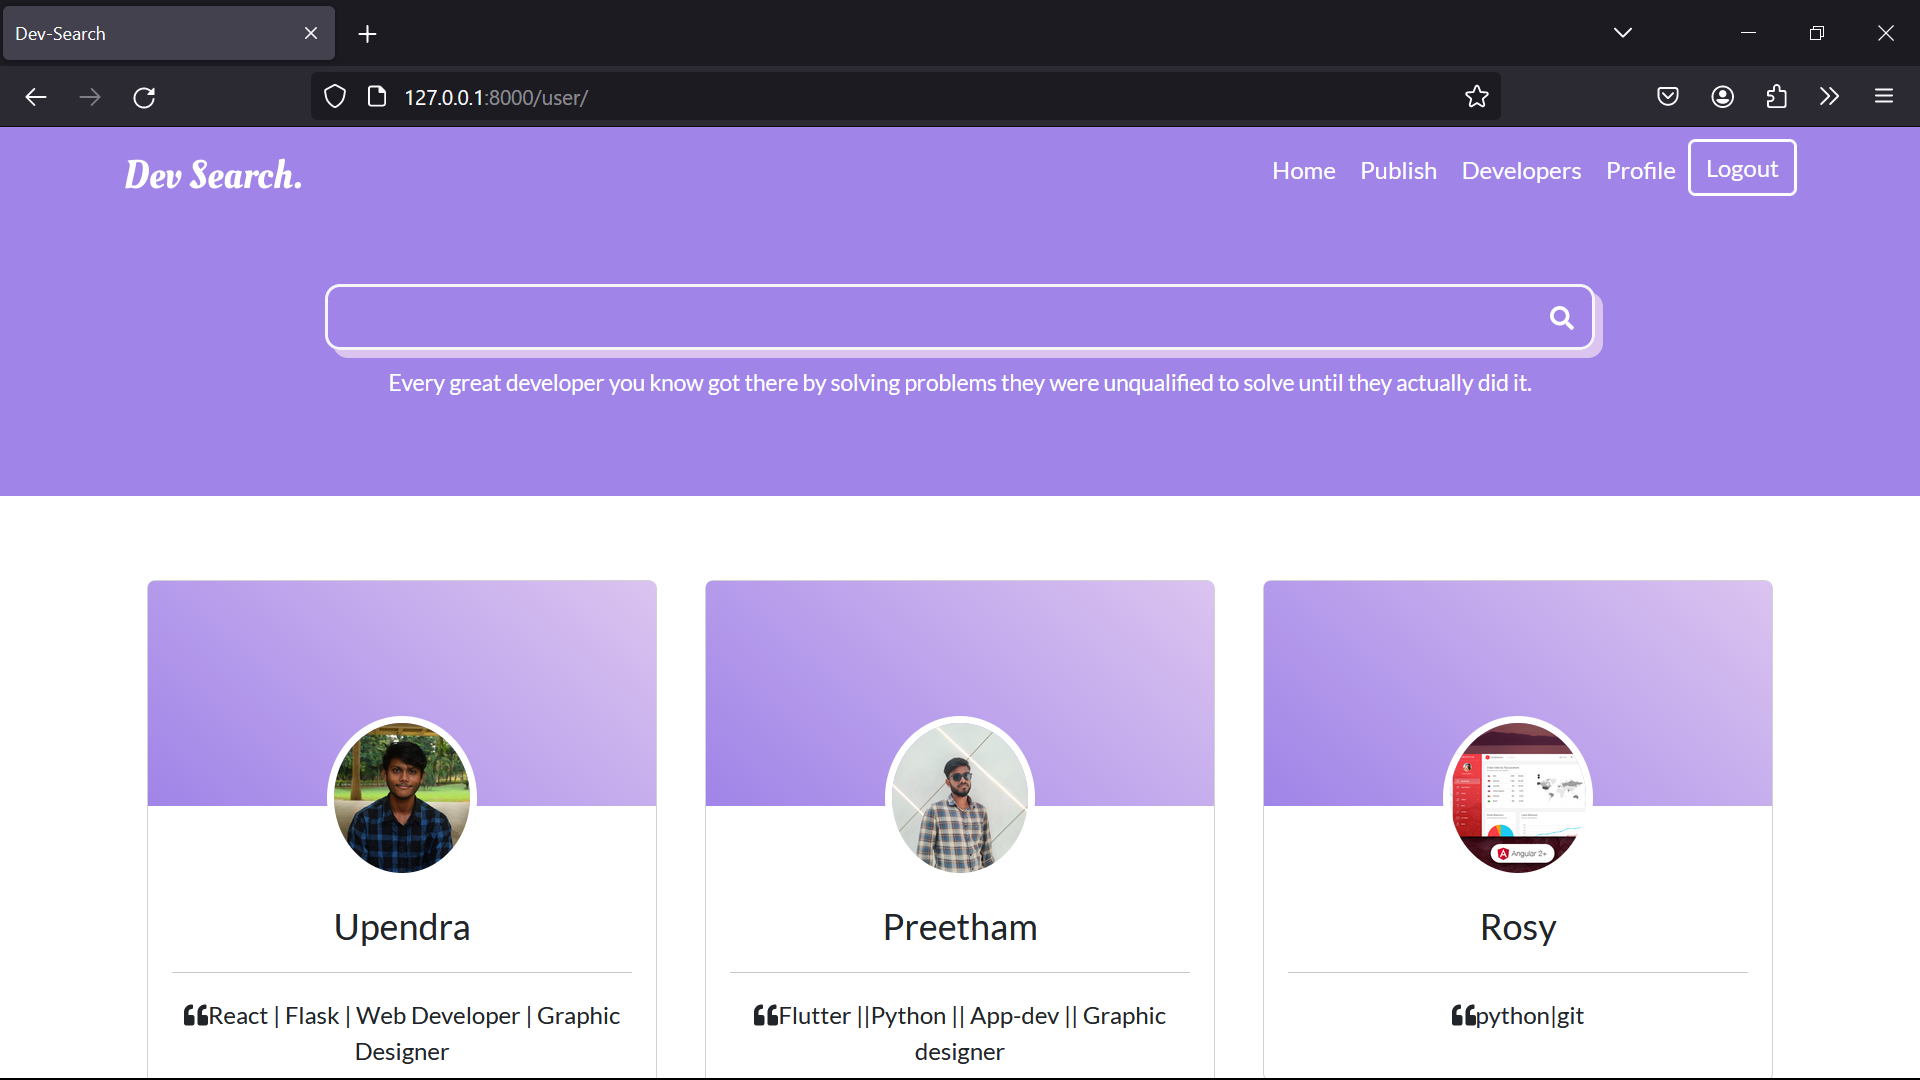 Dev-Search
127.0.0.1:8000/user/
Dev Search.
Home Publish Developers Profile Logout
Every great developer you know got there by solving problems they were unqualified to solve until they actually did it.
Upendra
❝React | Flask | Web Developer | Graphic
Designer
Preetham
❝Flutter ||Python || App-dev || Graphic
designer
Angular 2+
Rosy
❝python|git